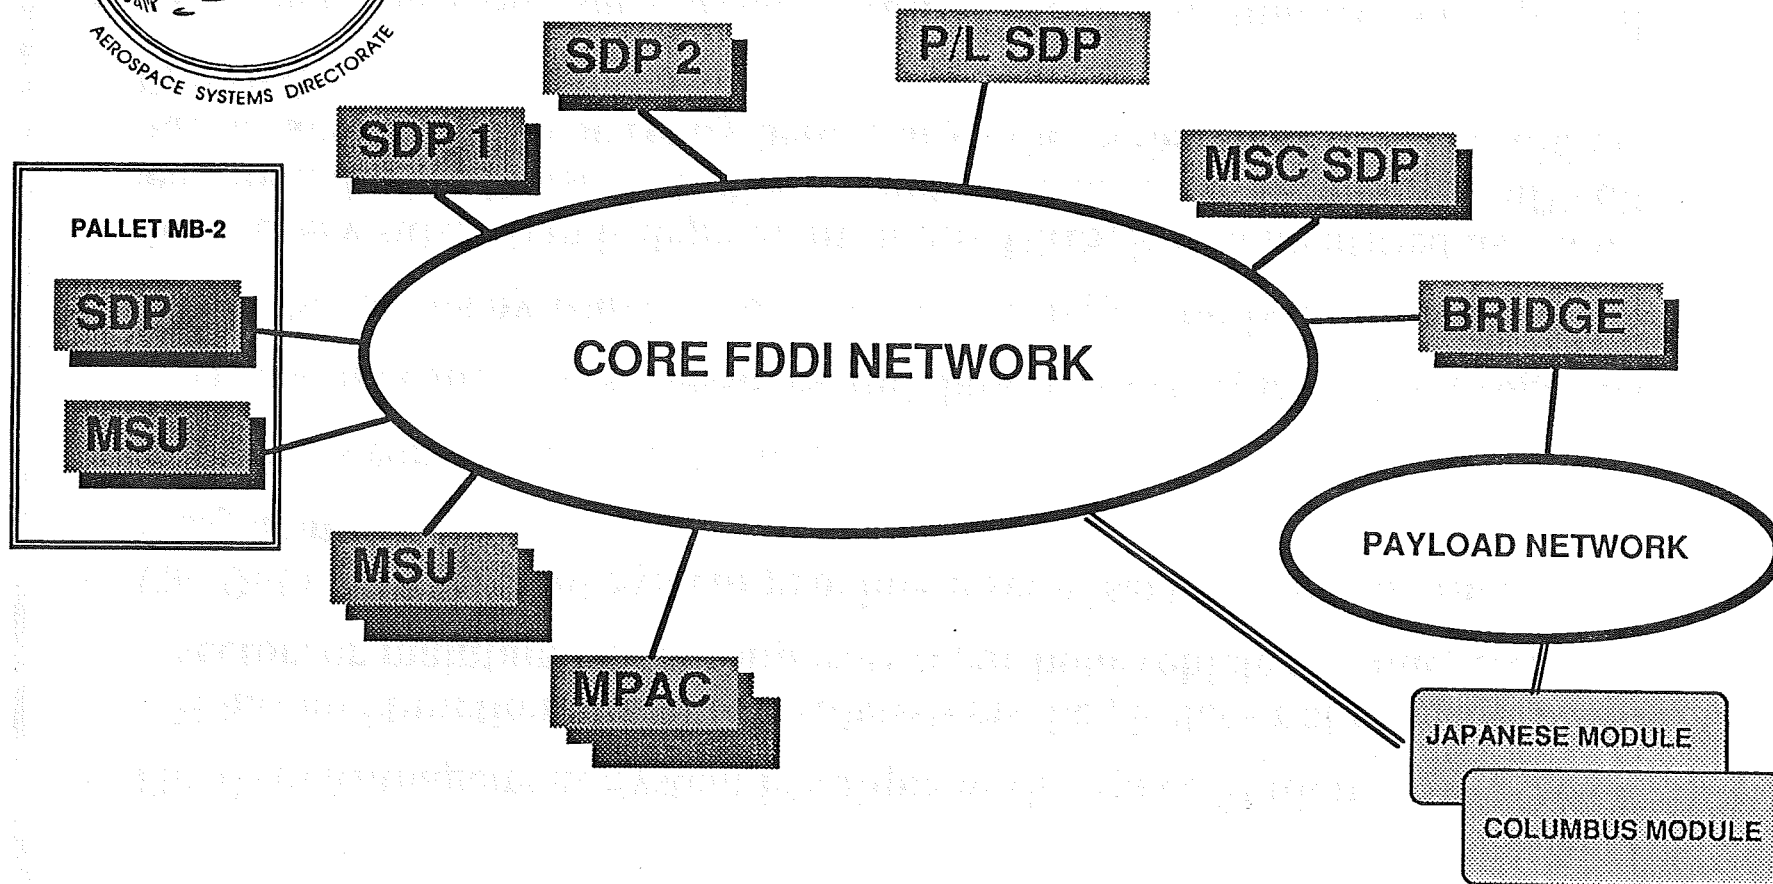 AEROSPACE SYSTEMS DIRECTORATE
SDP 2
P/L SDP
SDP 1
MSC SDP
PALLET MB-2
SDP
BRIDGE
CORE FDDI NETWORK
MSU
MSU
PAYLOAD NETWORK
MPAC
JAPANESE MODULE
COLUMBUS MODULE